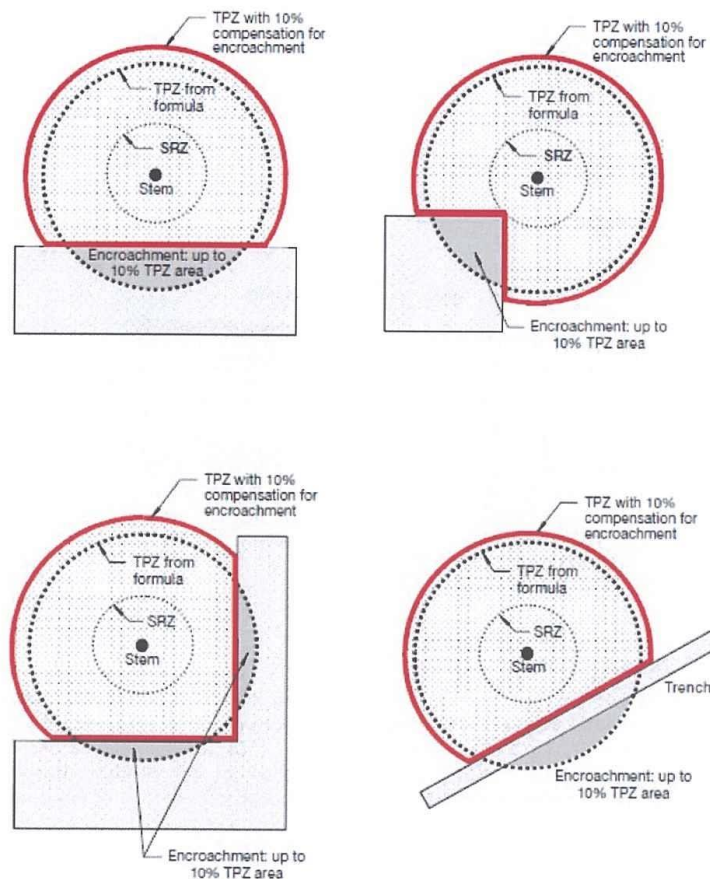 TPZ with 10%
compensation for
encroachment
TPZ from
formula
SRZ
Stem
Encroachment: up to
10% TPZ area
TPZ with 10%
compensation for
encroachment
TPZ from
formula
SRZ
Stem
Encroachment: up to
10% TPZ area
TPZ with 10%
compensation for
encroachment
TPZ from
formula
SRZ
Stem
Encroachment: up to
10% TPZ area
TPZ with 10%
compensation for
encroachment
TPZ from
formula
SRZ
Stem
Trench
Encroachment: up to
10% TPZ area